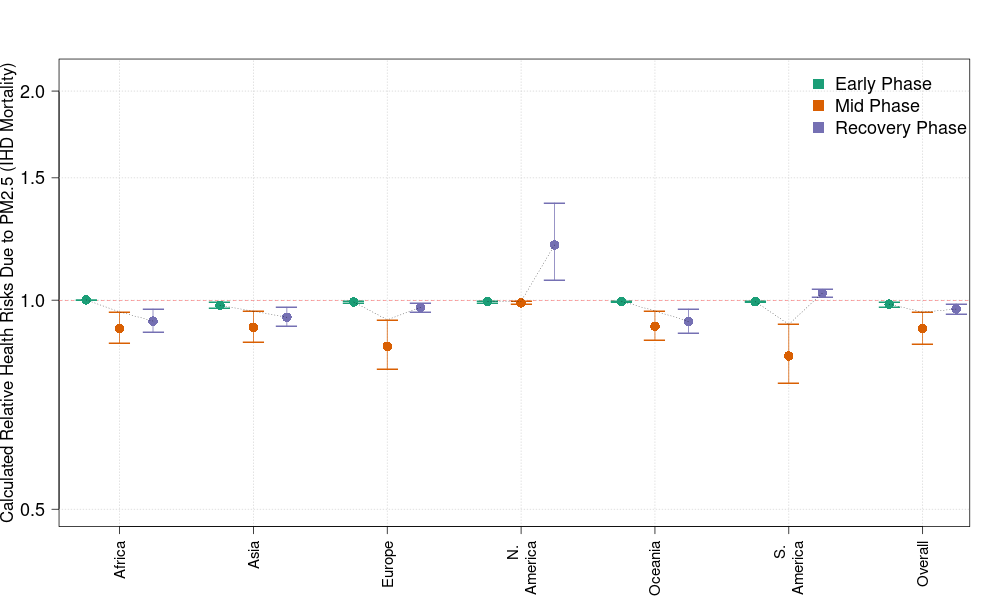 Calculated Relative Health Risks Due to PM2.5 (IHD Mortality)
2.0
1.5
1.0
0.5
Early Phase
Mid Phase
Recovery Phase
Africa
Asia
Europe
N.
America
Oceania
S.
America
Overall